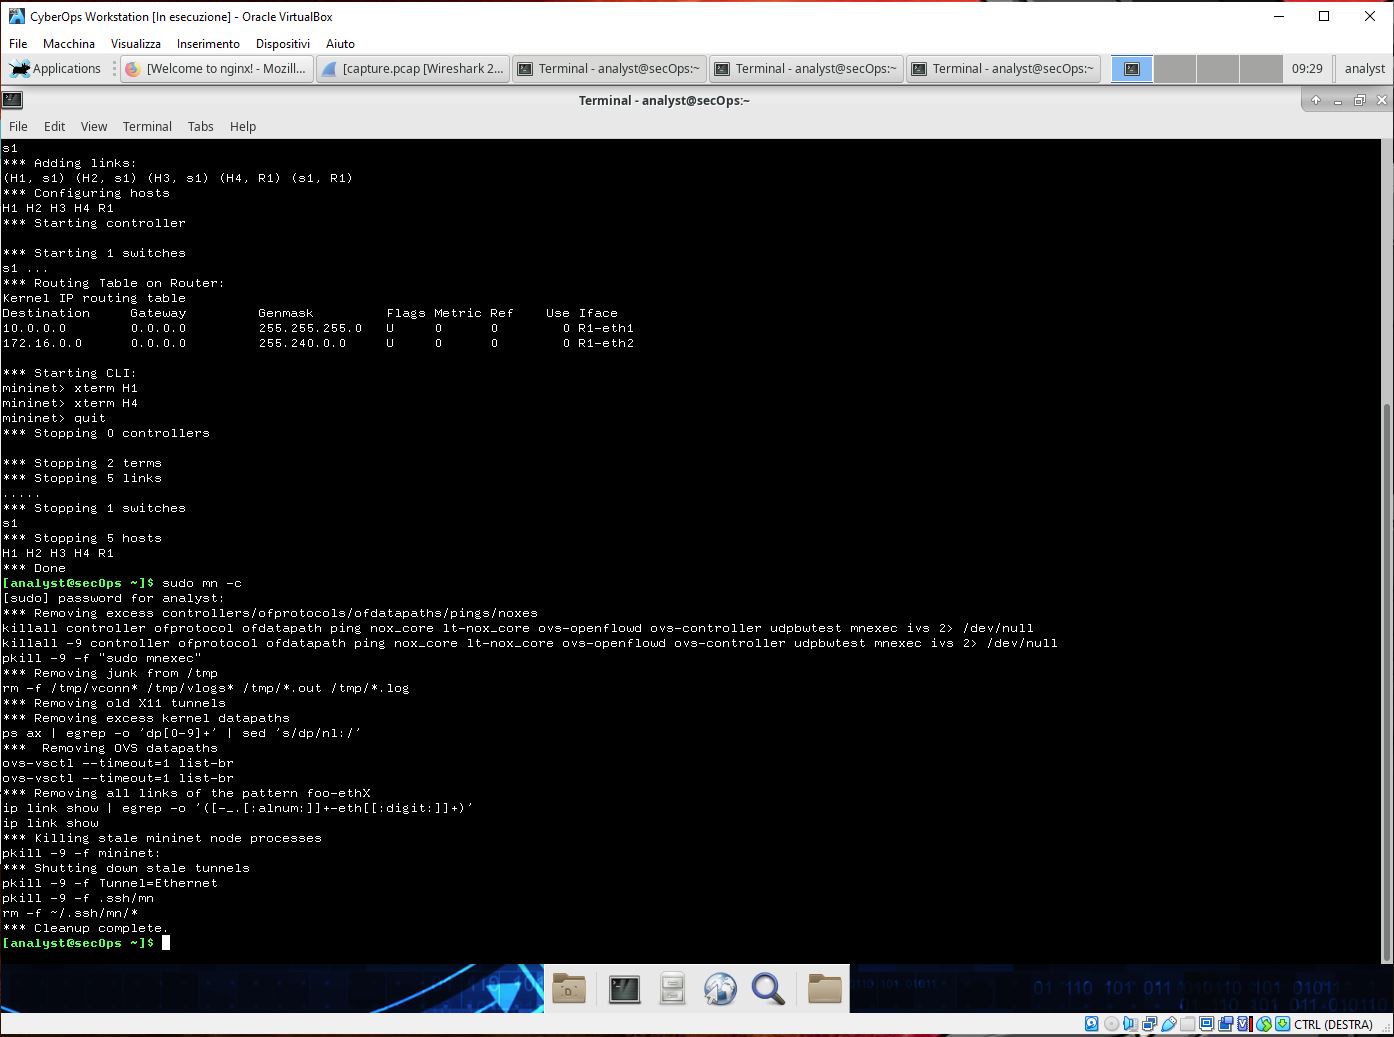 CyberOps Workstation [In esecuzione] - Oracle VirtualBox
File Macchina Visualizza Inserimento Dispositivi Aiuto
Applications [Welcome to nginx! - Mozill... [capture.pcap [Wireshark 2... Terminal - analyst@secOps:~ Terminal - analyst@secOps:~ Terminal - analyst@secOps:~ 09:29 analyst
Terminal - analyst@secOps:~
File Edit View Terminal Tabs Help
s1
*** Adding links:
(H1, s1) (H2, s1) (H3, s1) (H4, R1) (s1, R1)
*** Configuring hosts
H1 H2 H3 H4 R1
*** Starting controller
*** Starting 1 switches
s1 ...
*** Routing Table on Router:
Kernel IP routing table
Destination Gateway Genmask Flags Metric Ref Use Iface
10.0.0.0 0.0.0.0 255.255.255.0 U 0 0 0 R1-eth1
172.16.0.0 0.0.0.0 255.240.0.0 U 0 0 0 R1-eth2
*** Starting CLI:
mininet> xterm H1
mininet> xterm H4
mininet> quit
*** Stopping 0 controllers
*** Stopping 2 terms
*** Stopping 5 links
.....
*** Stopping 1 switches
s1
*** Stopping 5 hosts
H1 H2 H3 H4 R1
*** Done
[analyst@secOps ~]$ sudo mn -c
[sudo] password for analyst:
*** Removing excess controllers/ofprotocols/ofdatapaths/pings/noxes
killall controller ofprotocol ofdatapath ping nox_core lt-nox_core ovs-openflowd ovs-controller udpbwtest mnexec ivs 2> /dev/null
killall -9 controller ofprotocol ofdatapath ping nox_core lt-nox_core ovs-openflowd ovs-controller udpbwtest mnexec ivs 2> /dev/null
pkill -9 -f "sudo mnexec"
*** Removing junk from /tmp
rm -f /tmp/vconn* /tmp/vlogs* /tmp/*.out /tmp/*.log
*** Removing old X11 tunnels
*** Removing excess kernel datapaths
ps ax | egrep -o 'dp[0-9]+' | sed 's/dp/nl:/'
***  Removing OVS datapaths
ovs-vsctl --timeout=1 list-br
ovs-vsctl --timeout=1 list-br
*** Removing all links of the pattern foo-ethX
ip link show | egrep -o '([-_.[:alnum:]]+-eth[[:digit:]]+)'
ip link show
*** Killing stale mininet node processes
pkill -9 -f mininet:
*** Shutting down stale tunnels
pkill -9 -f Tunnel=Ethernet
pkill -9 -f .ssh/mn
rm -f ~/.ssh/mn/*
*** Cleanup complete.
[analyst@secOps ~]$
CTRL (DESTRA)